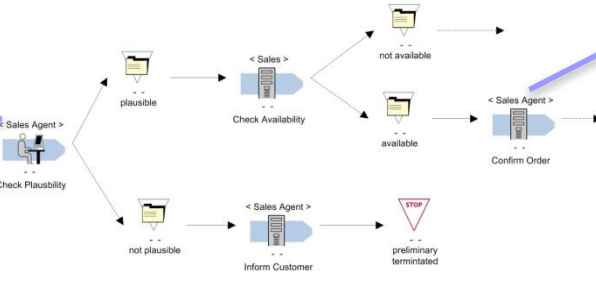 < Sales Agent >
- -
Check Plausbility
- -
plausible
< Sales >
- -
Check Availability
- -
not available
- -
available
< Sales Agent >
- -
Confirm Order
- -
not plausible
< Sales Agent >
- -
Inform Customer
STOP
- -
preliminary
termintated